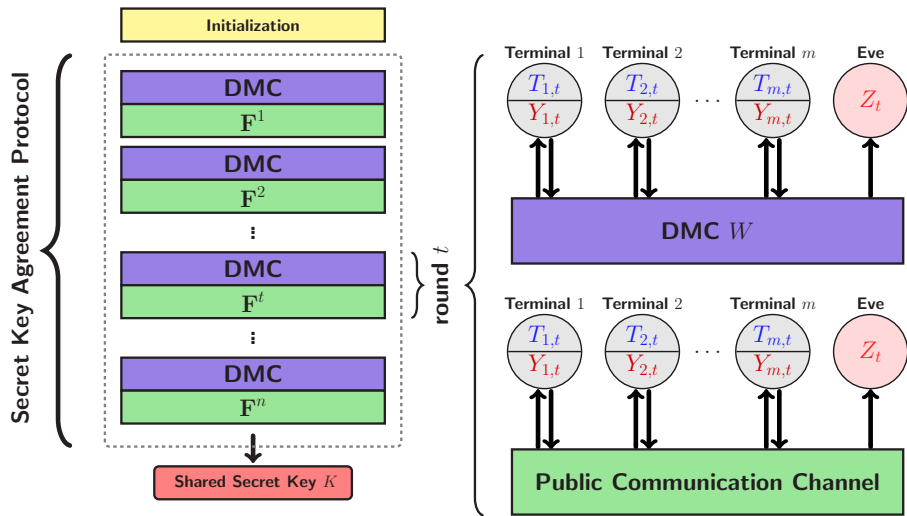 Initialization
Secret Key Agreement Protocol
DMC
F^1
DMC
F^2
⋮
DMC
F^t
⋮
DMC
F^n
Shared Secret Key K
round t
Terminal 1 Terminal 2 Terminal m Eve
T_{1,t} T_{2,t} ... T_{m,t} Z_t
Y_{1,t} Y_{2,t} Y_{m,t}
DMC W
Terminal 1 Terminal 2 Terminal m Eve
T_{1,t} T_{2,t} ... T_{m,t} Z_t
Y_{1,t} Y_{2,t} Y_{m,t}
Public Communication Channel